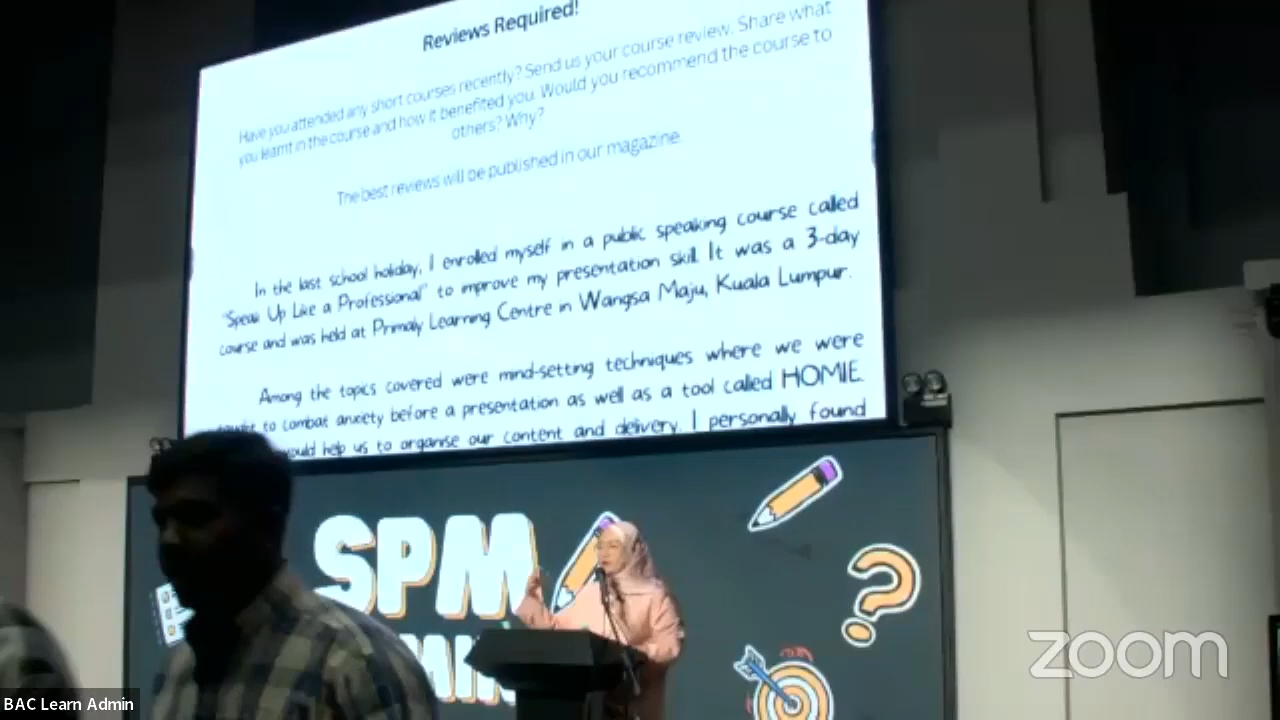 Reviews Required!
Have you attended any short courses recently? Send us your course review. Share what
you learnt in the course and how it benefited you. Would you recommend the course to
others? Why?
The best reviews will be published in our magazine.
In the last school holiday, I enrolled myself in a public speaking course called
"Speak Up Like a Professional" to improve my presentation skill. It was a 3-day
course and was held at Primaly Learning Centre in Wangsa Maju, Kuala Lumpur.
Among the topics covered were mind-setting techniques where we were
taught to combat anxiety before a presentation as well as a tool called HOMIE.
would help us to organise our content and delivery. I personally found
SPM
zoom
BAC Learn Admin